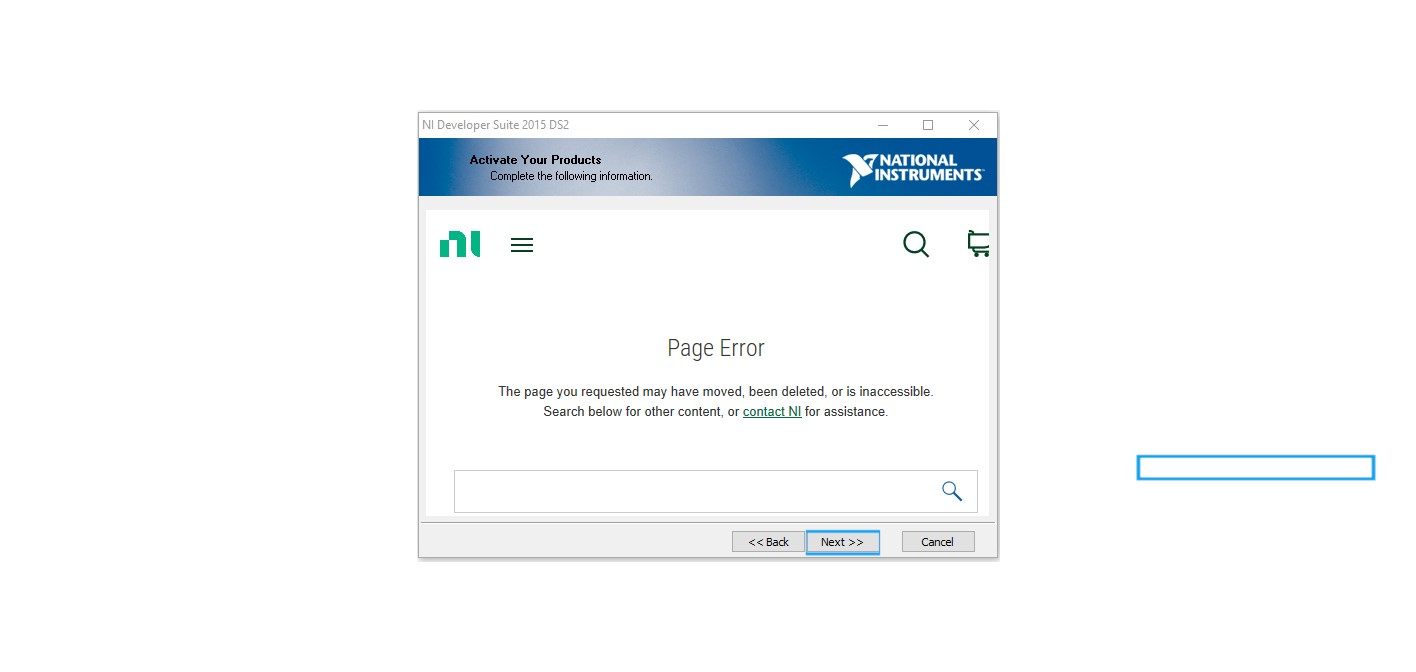 NI Developer Suite 2015 DS2
Activate Your Products
Complete the following information.
NATIONAL
INSTRUMENTS
ni
Page Error
The page you requested may have moved, been deleted, or is inaccessible.
Search below for other content, or contact NI for assistance.
<< Back
Next >>
Cancel